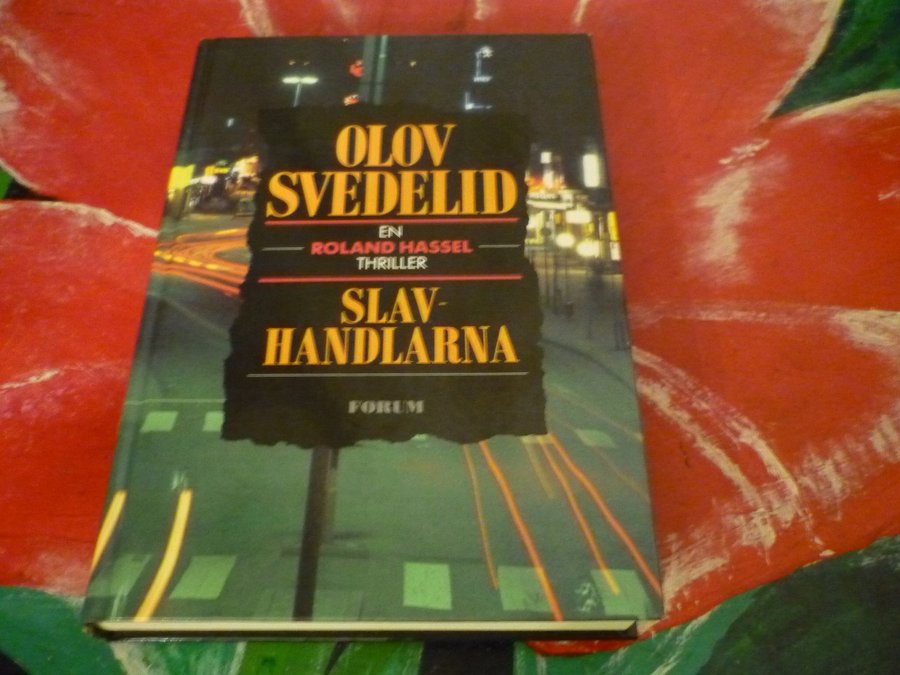 OLOV
SVEDELID
EN
ROLAND HASSEL
THRILLER
SLAV-
HANDLARNA
FORUM